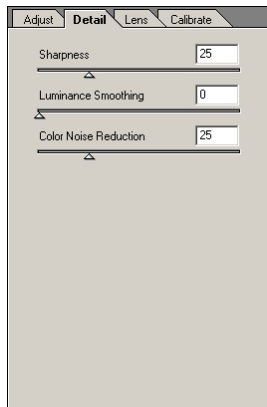 Adjust Detail Lens Calibrate
Sharpness 25
Luminance Smoothing 0
Color Noise Reduction 25